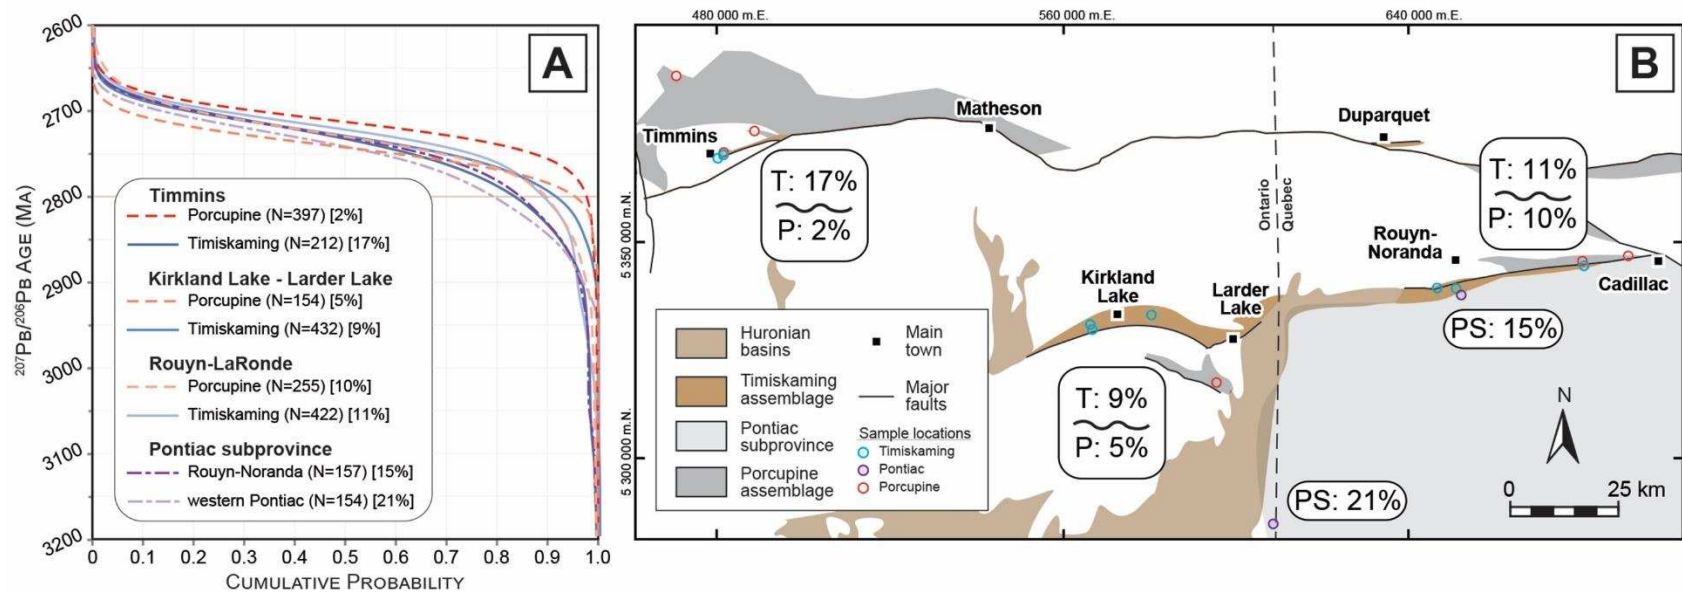 A
2600
2700
2800
2900
3000
3100
3200
²⁰⁷PB/²⁰⁶PB AGE (MA)
Timmins
Porcupine (N=397) [2%]
Timiskaming (N=212) [17%]
Kirkland Lake - Larder Lake
Porcupine (N=154) [5%]
Timiskaming (N=432) [9%]
Rouyn-LaRonde
Porcupine (N=255) [10%]
Timiskaming (N=422) [11%]
Pontiac subprovince
Rouyn-Noranda (N=157) [15%]
western Pontiac (N=154) [21%]
0 0.1 0.2 0.3 0.4 0.5 0.6 0.7 0.8 0.9 1.0
CUMULATIVE PROBABILITY
480 000 m.E.
560 000 m.E.
640 000 m.E.
B
5 350 000 m.N.
5 300 000 m.N.
Timmins
Matheson
Duparquet
T: 17%
P: 2%
T: 11%
P: 10%
Ontario
Quebec
Rouyn-
Noranda
Cadillac
Kirkland
Lake
Larder
Lake
PS: 15%
T: 9%
P: 5%
PS: 21%
Huronian
basins
Timiskaming
assemblage
Pontiac
subprovince
Porcupine
assemblage
Main
town
Major
faults
Sample locations
Timiskaming
Pontiac
Porcupine
N
0 25 km